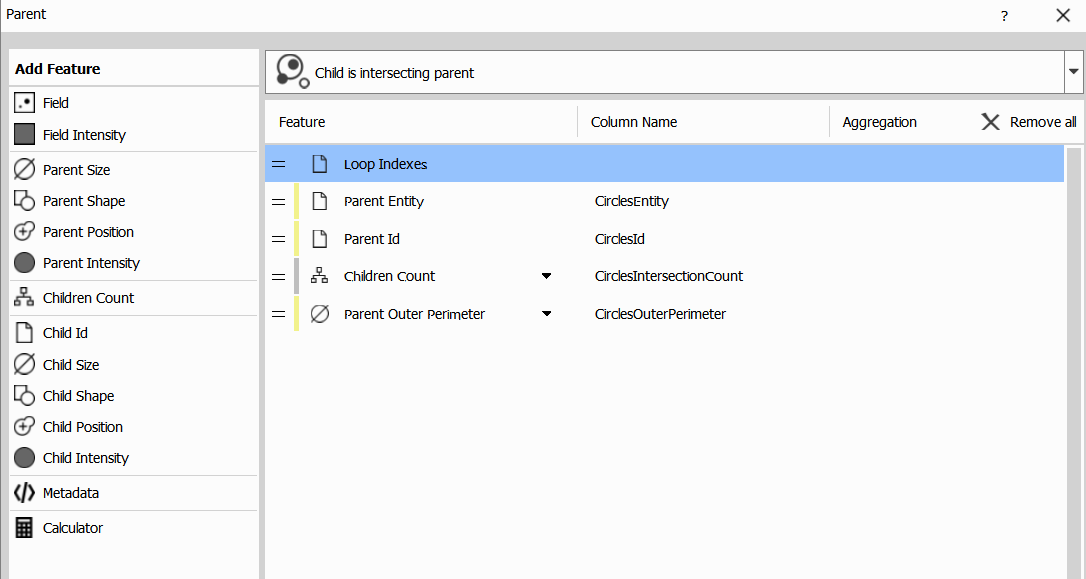 Parent ?
Add Feature
Field
Field Intensity
Parent Size
Parent Shape
Parent Position
Parent Intensity
Children Count
Child Id
Child Size
Child Shape
Child Position
Child Intensity
Metadata
Calculator
Child is intersecting parent
Feature Column Name Aggregation Remove all
Loop Indexes
Parent Entity CirclesEntity
Parent Id CirclesId
Children Count CirclesIntersectionCount
Parent Outer Perimeter CirclesOuterPerimeter